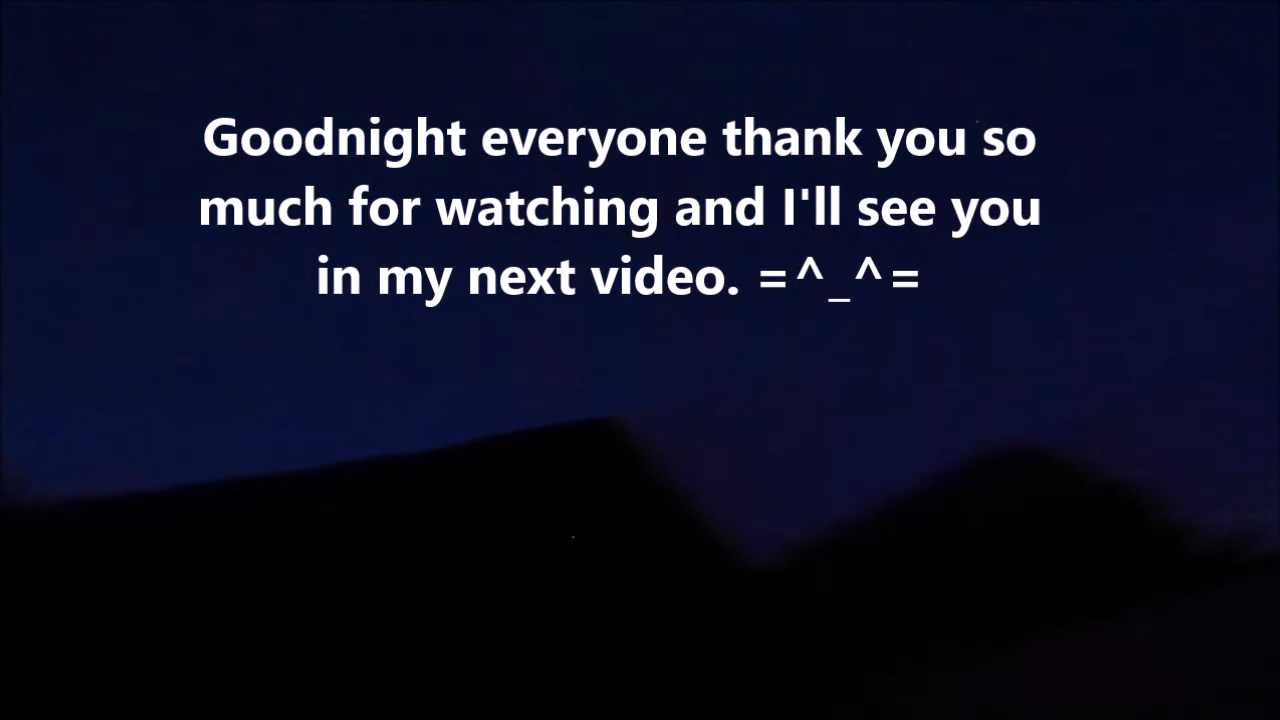 Goodnight everyone thank you so
much for watching and I'll see you
in my next video. =^_^=